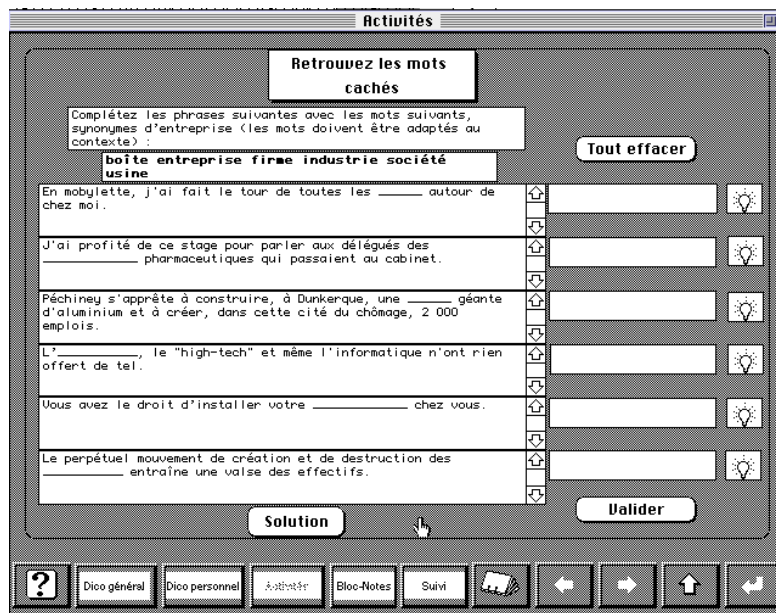 Activités
Retrouvez les mots
cachés
Complétez les phrases suivantes avec les mots suivants,
synonymes d'entreprise (les mots doivent être adaptés au
contexte) :
boîte entreprise firme industrie société
usine
Tout effacer
En mobylette, j'ai fait le tour de toutes les _____ autour de
chez moi.
J'ai profité de ce stage pour parler aux délégués des
___________ pharmaceutiques qui passaient au cabinet.
Péchiney s'apprête à construire, à Dunkerque, une _____ géante
d'aluminium et à créer, dans cette cité du chômage, 2 000
emplois.
L'__________, le "high-tech" et même l'informatique n'ont rien
offert de tel.
Vous avez le droit d'installer votre ___________ chez vous.
Le perpétuel mouvement de création et de destruction des
__________ entraîne une valse des effectifs.
Solution
Valider
?
Dico général
Dico personnel
Activités
Bloc-Notes
Suivi